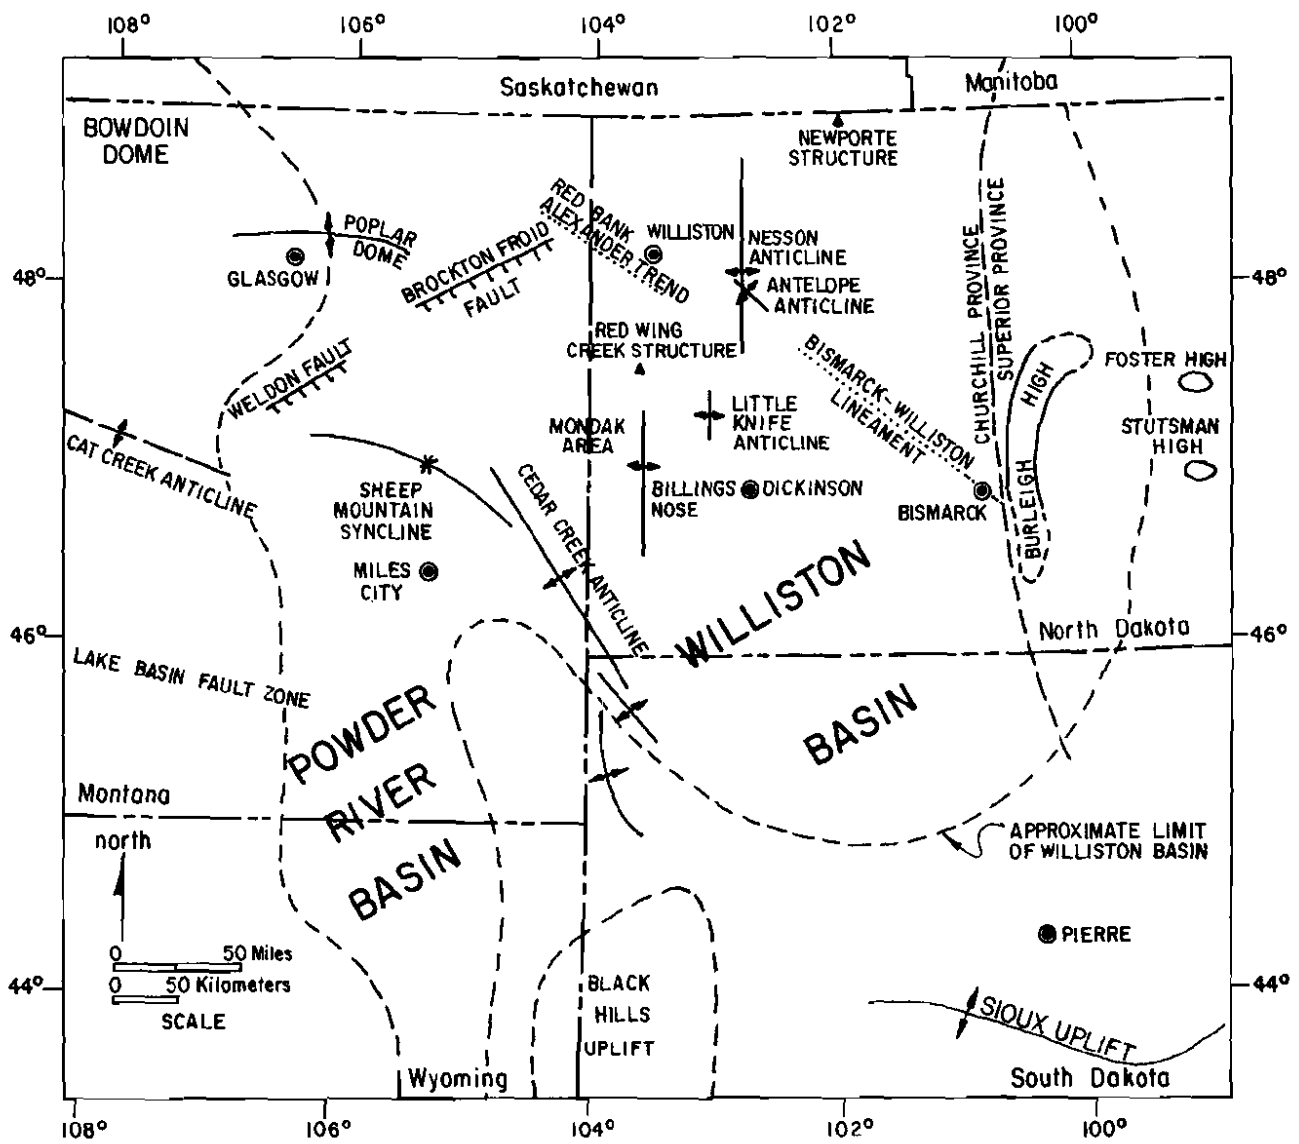 108° 106° 104° 102° 100°
Saskatchewan
Manitoba
BOWDOIN
DOME
NEWPORTE
STRUCTURE
RED BANK
ALEXANDER TREND
POPLAR
DOME
WILLISTON
NESSON
ANTICLINE
GLASGOW
BROCKTON FROID
FAULT
48°
48°
ANTELOPE
ANTICLINE
CHURCHILL PROVINCE
SUPERIOR PROVINCE
RED WING
CREEK STRUCTURE
WELDON FAULT
BISMARCK-WILLISTON
LINEAMENT
BURLEIGH HIGH
FOSTER HIGH
LITTLE
KNIFE
ANTICLINE
MONDAK
AREA
STUTSMAN
HIGH
CAT CREEK ANTICLINE
SHEEP
MOUNTAIN
SYNCLINE
CEDAR CREEK ANTICLINE
BILLINGS
NOSE
DICKINSON
BISMARCK
MILES
CITY
46°
46°
North Dakota
LAKE BASIN FAULT ZONE
WILLISTON
BASIN
POWDER
RIVER
BASIN
Montana
north
APPROXIMATE LIMIT
OF WILLISTON BASIN
PIERRE
0 50 Miles
0 50 Kilometers
SCALE
44°
44°
BLACK
HILLS
UPLIFT
SIOUX UPLIFT
Wyoming
South Dakota
108° 106° 104° 102° 100°